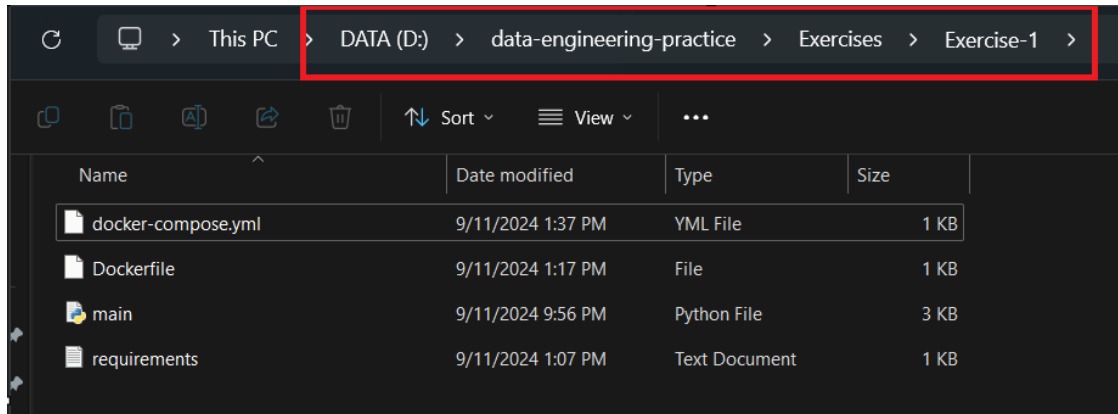 This PC > DATA (D:) > data-engineering-practice > Exercises > Exercise-1 >
Sort View ...
Name Date modified Type Size
docker-compose.yml 9/11/2024 1:37 PM YML File 1 KB
Dockerfile 9/11/2024 1:17 PM File 1 KB
main 9/11/2024 9:56 PM Python File 3 KB
requirements 9/11/2024 1:07 PM Text Document 1 KB